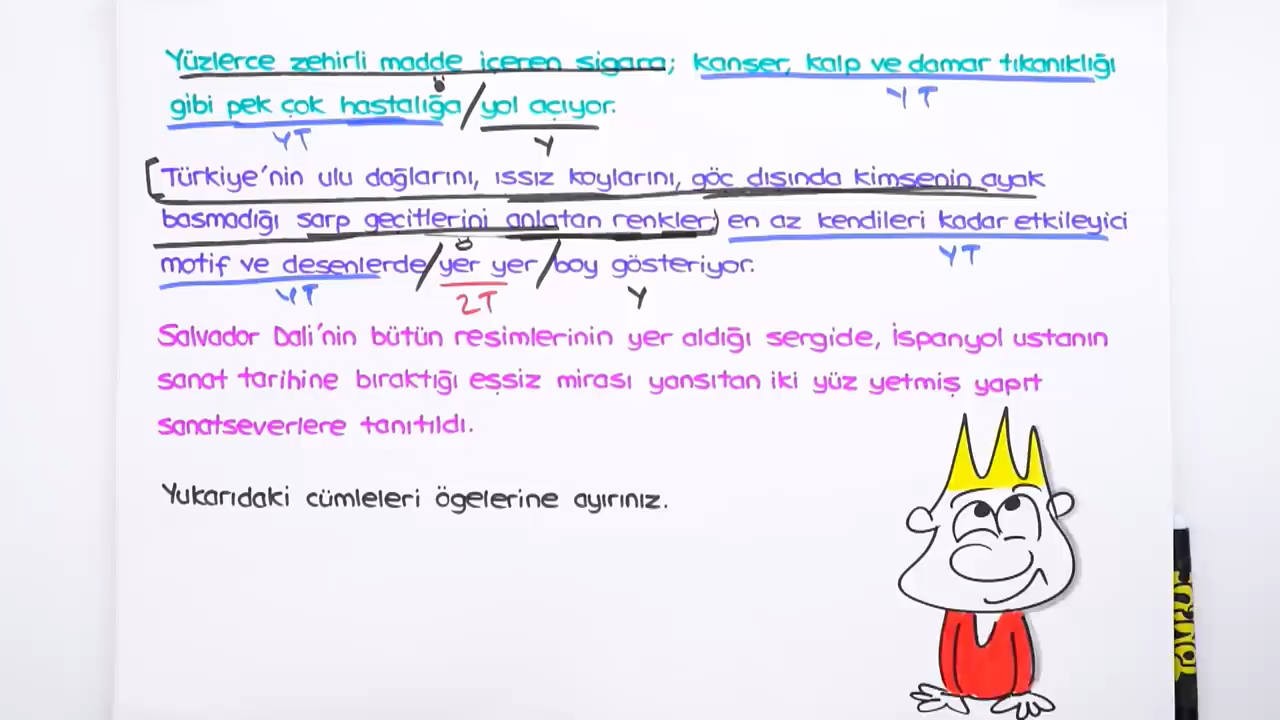 Yüzlerce zehirli madde içeren sigara; kanser, kalp ve damar tıkanıklığı
YT
gibi pek çok hastalığa / yol açıyor.
Ö
YT
Y
[Türkiye'nin ulu dağlarını, ıssız koylarını, göç dışında kimsenin ayak
basmadığı sarp geçitlerini anlatan renkler] en az kendileri kadar etkileyici
Ö
YT
motif ve desenlerde / yer yer / boy gösteriyor.
YT
ZT
Y
Salvador Dali'nin bütün resimlerinin yer aldığı sergide, İspanyol ustanın
sanat tarihine bıraktığı eşsiz mirası yansıtan iki yüz yetmiş yapıt
sanatseverlere tanıtıldı.
Yukarıdaki cümleleri ögelerine ayırınız.